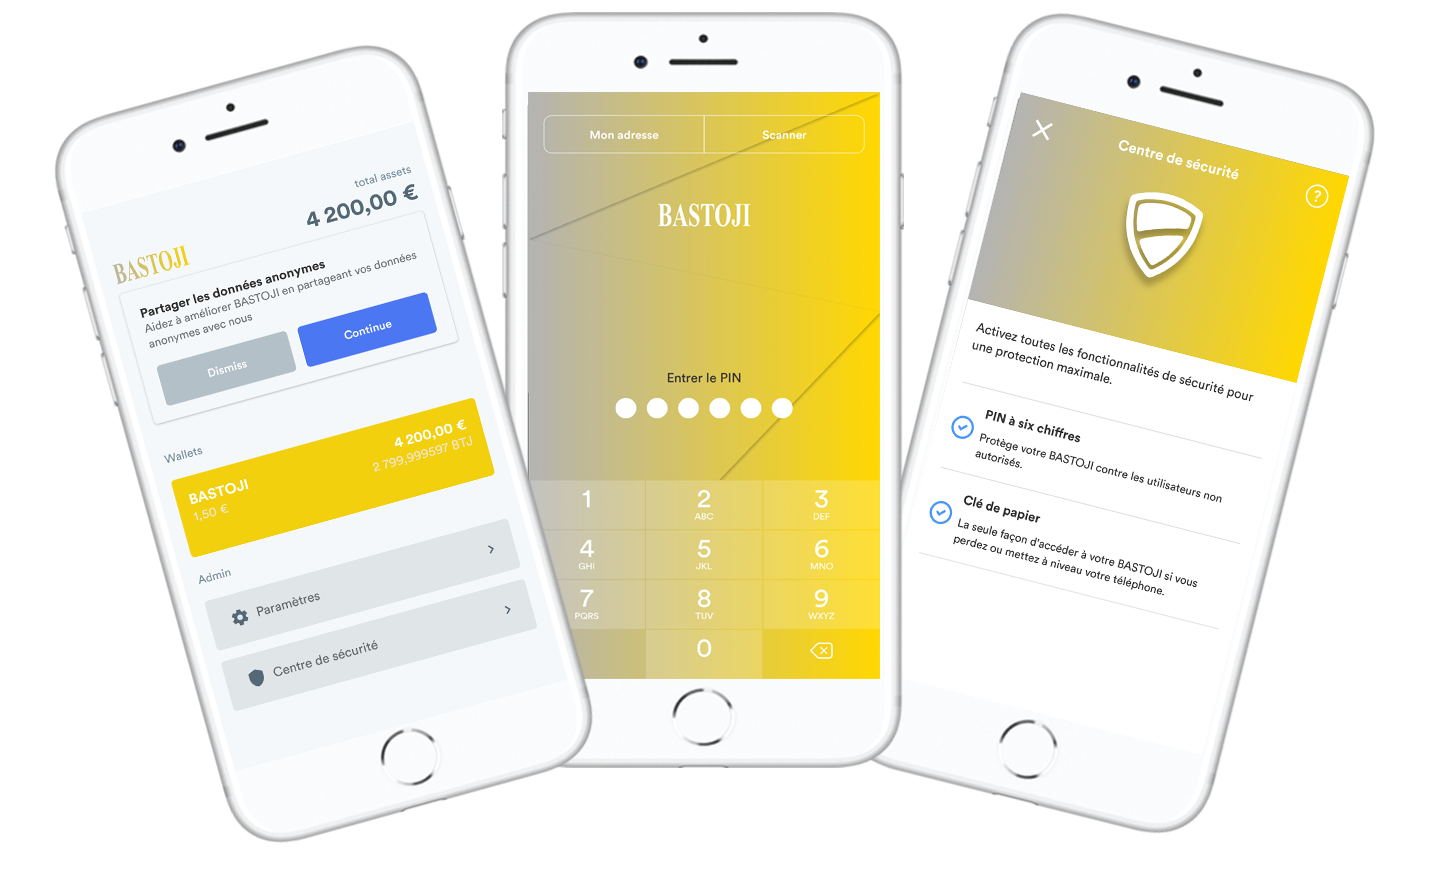 total assets
4 200,00 €
BASTOJI
Partager les données anonymes
Aidez à améliorer BASTOJI en partageant vos données
anonymes avec nous
Dismiss
Continue
Wallets
BASTOJI
4 200,00 €
1,50 €
2 799,999597 BTJ
Admin
Paramètres
Centre de sécurité
Mon adresse
Scanner
BASTOJI
Entrer le PIN
1
2
ABC
3
DEF
4
GHI
5
JKL
6
MNO
7
PQRS
8
TUV
9
WXYZ
0
Centre de sécurité
?
Activez toutes les fonctionnalités de sécurité pour
une protection maximale.
PIN à six chiffres
Protège votre BASTOJI contre les utilisateurs non
autorisés.
Clé de papier
La seule façon d'accéder à votre BASTOJI si vous
perdez ou mettez à niveau votre téléphone.